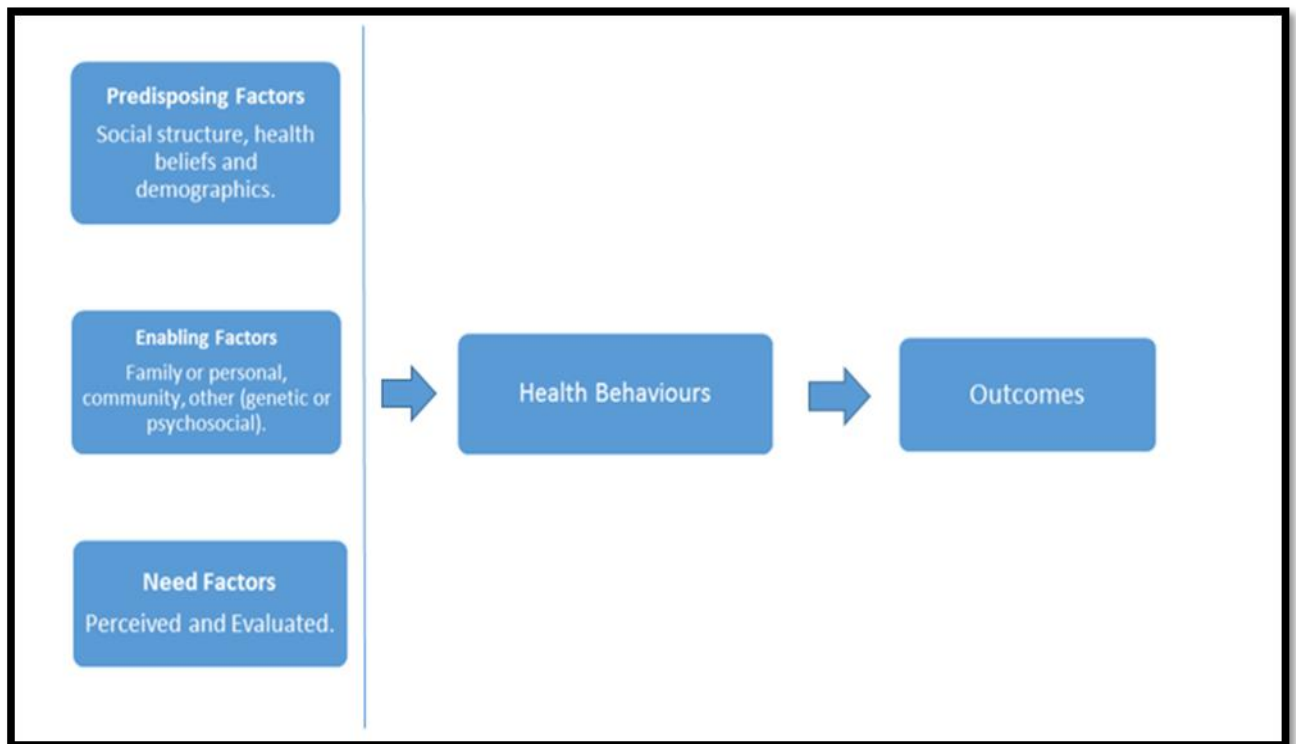 Predisposing Factors
Social structure, health
beliefs and
demographics.
Enabling Factors
Family or personal,
community, other (genetic or
psychosocial).
Need Factors
Perceived and Evaluated.
Health Behaviours
Outcomes